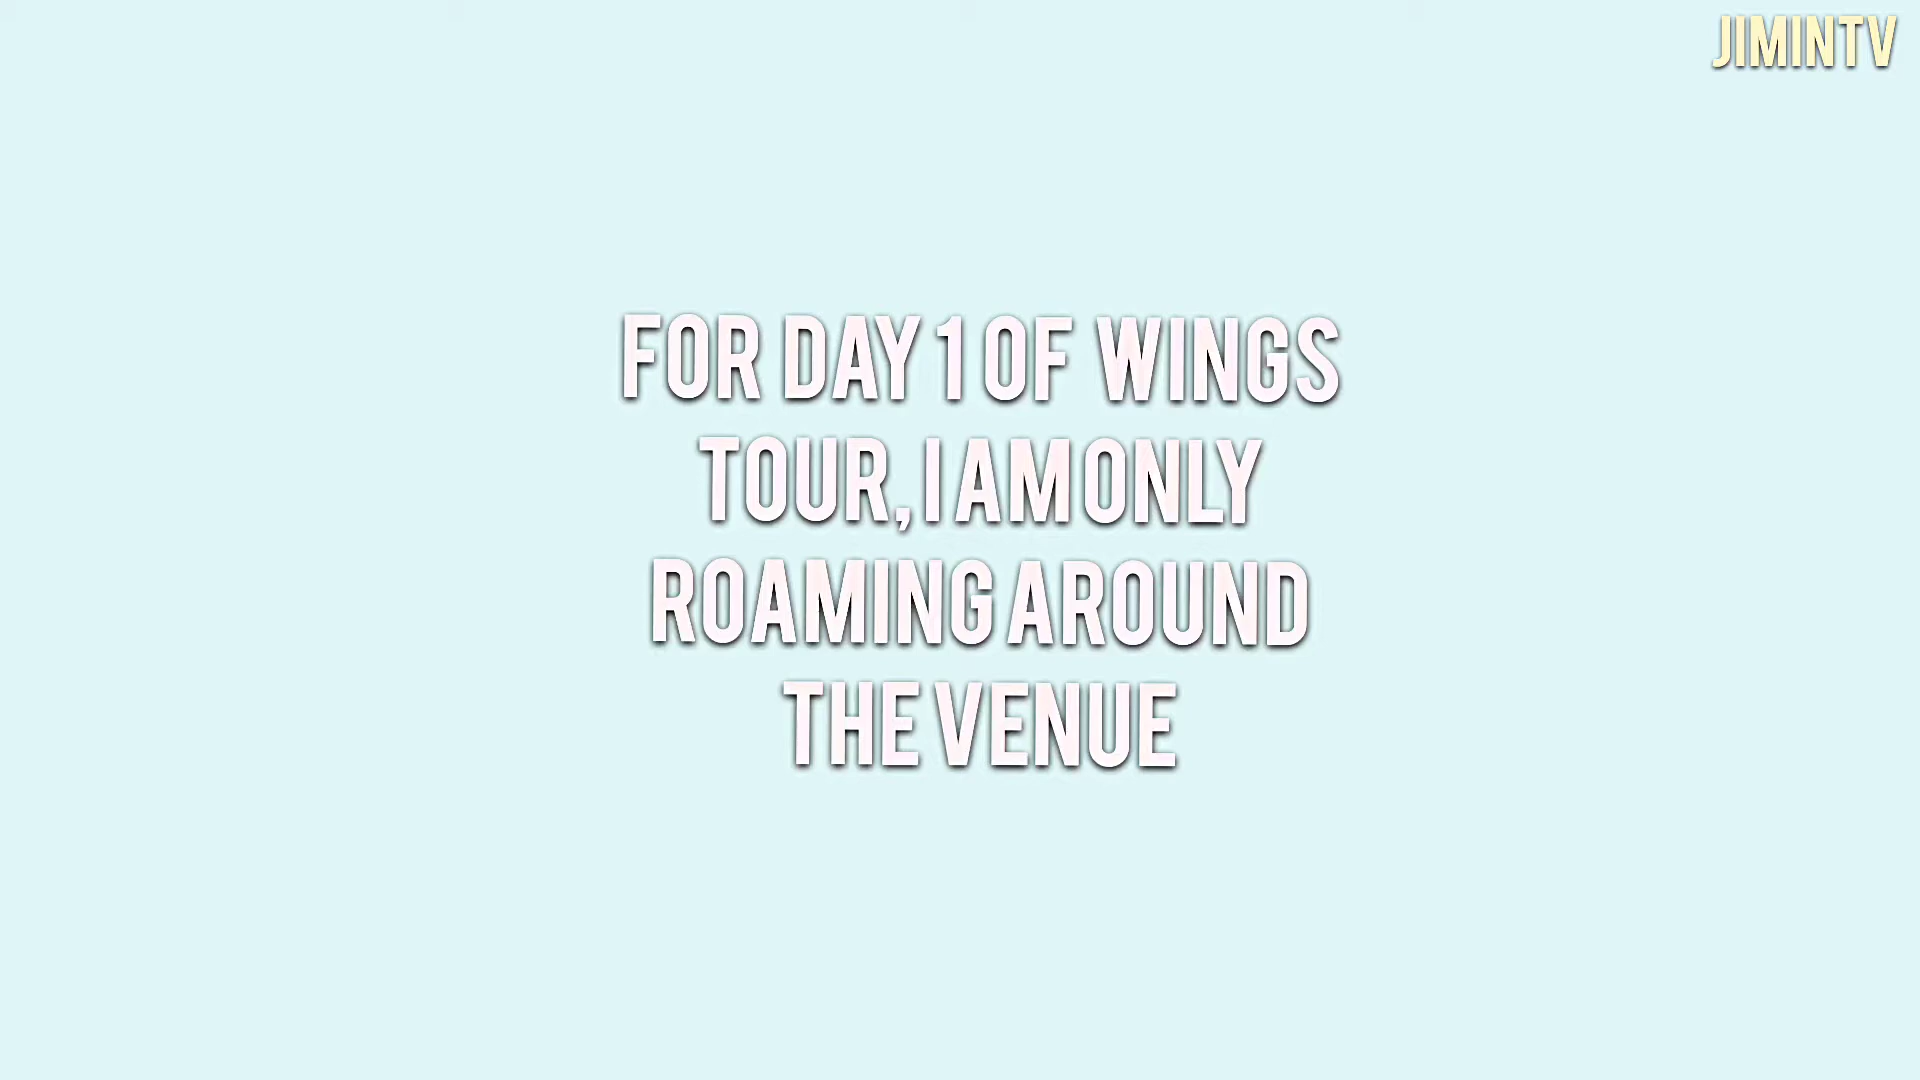 JIMINTV
FOR DAY 1 OF WINGS
TOUR, I AM ONLY
ROAMING AROUND
THE VENUE